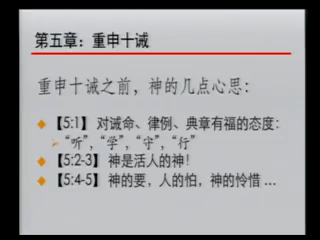 第五章：重申十诫
重申十诫之前，神的几点心思：
【5:1】 对诫命、律例、典章有福的态度：
“听”，“学”，“守”，“行”
【5:2-3】 神是活人的神！
【5:4-5】 神的要，人的怕，神的怜惜 …